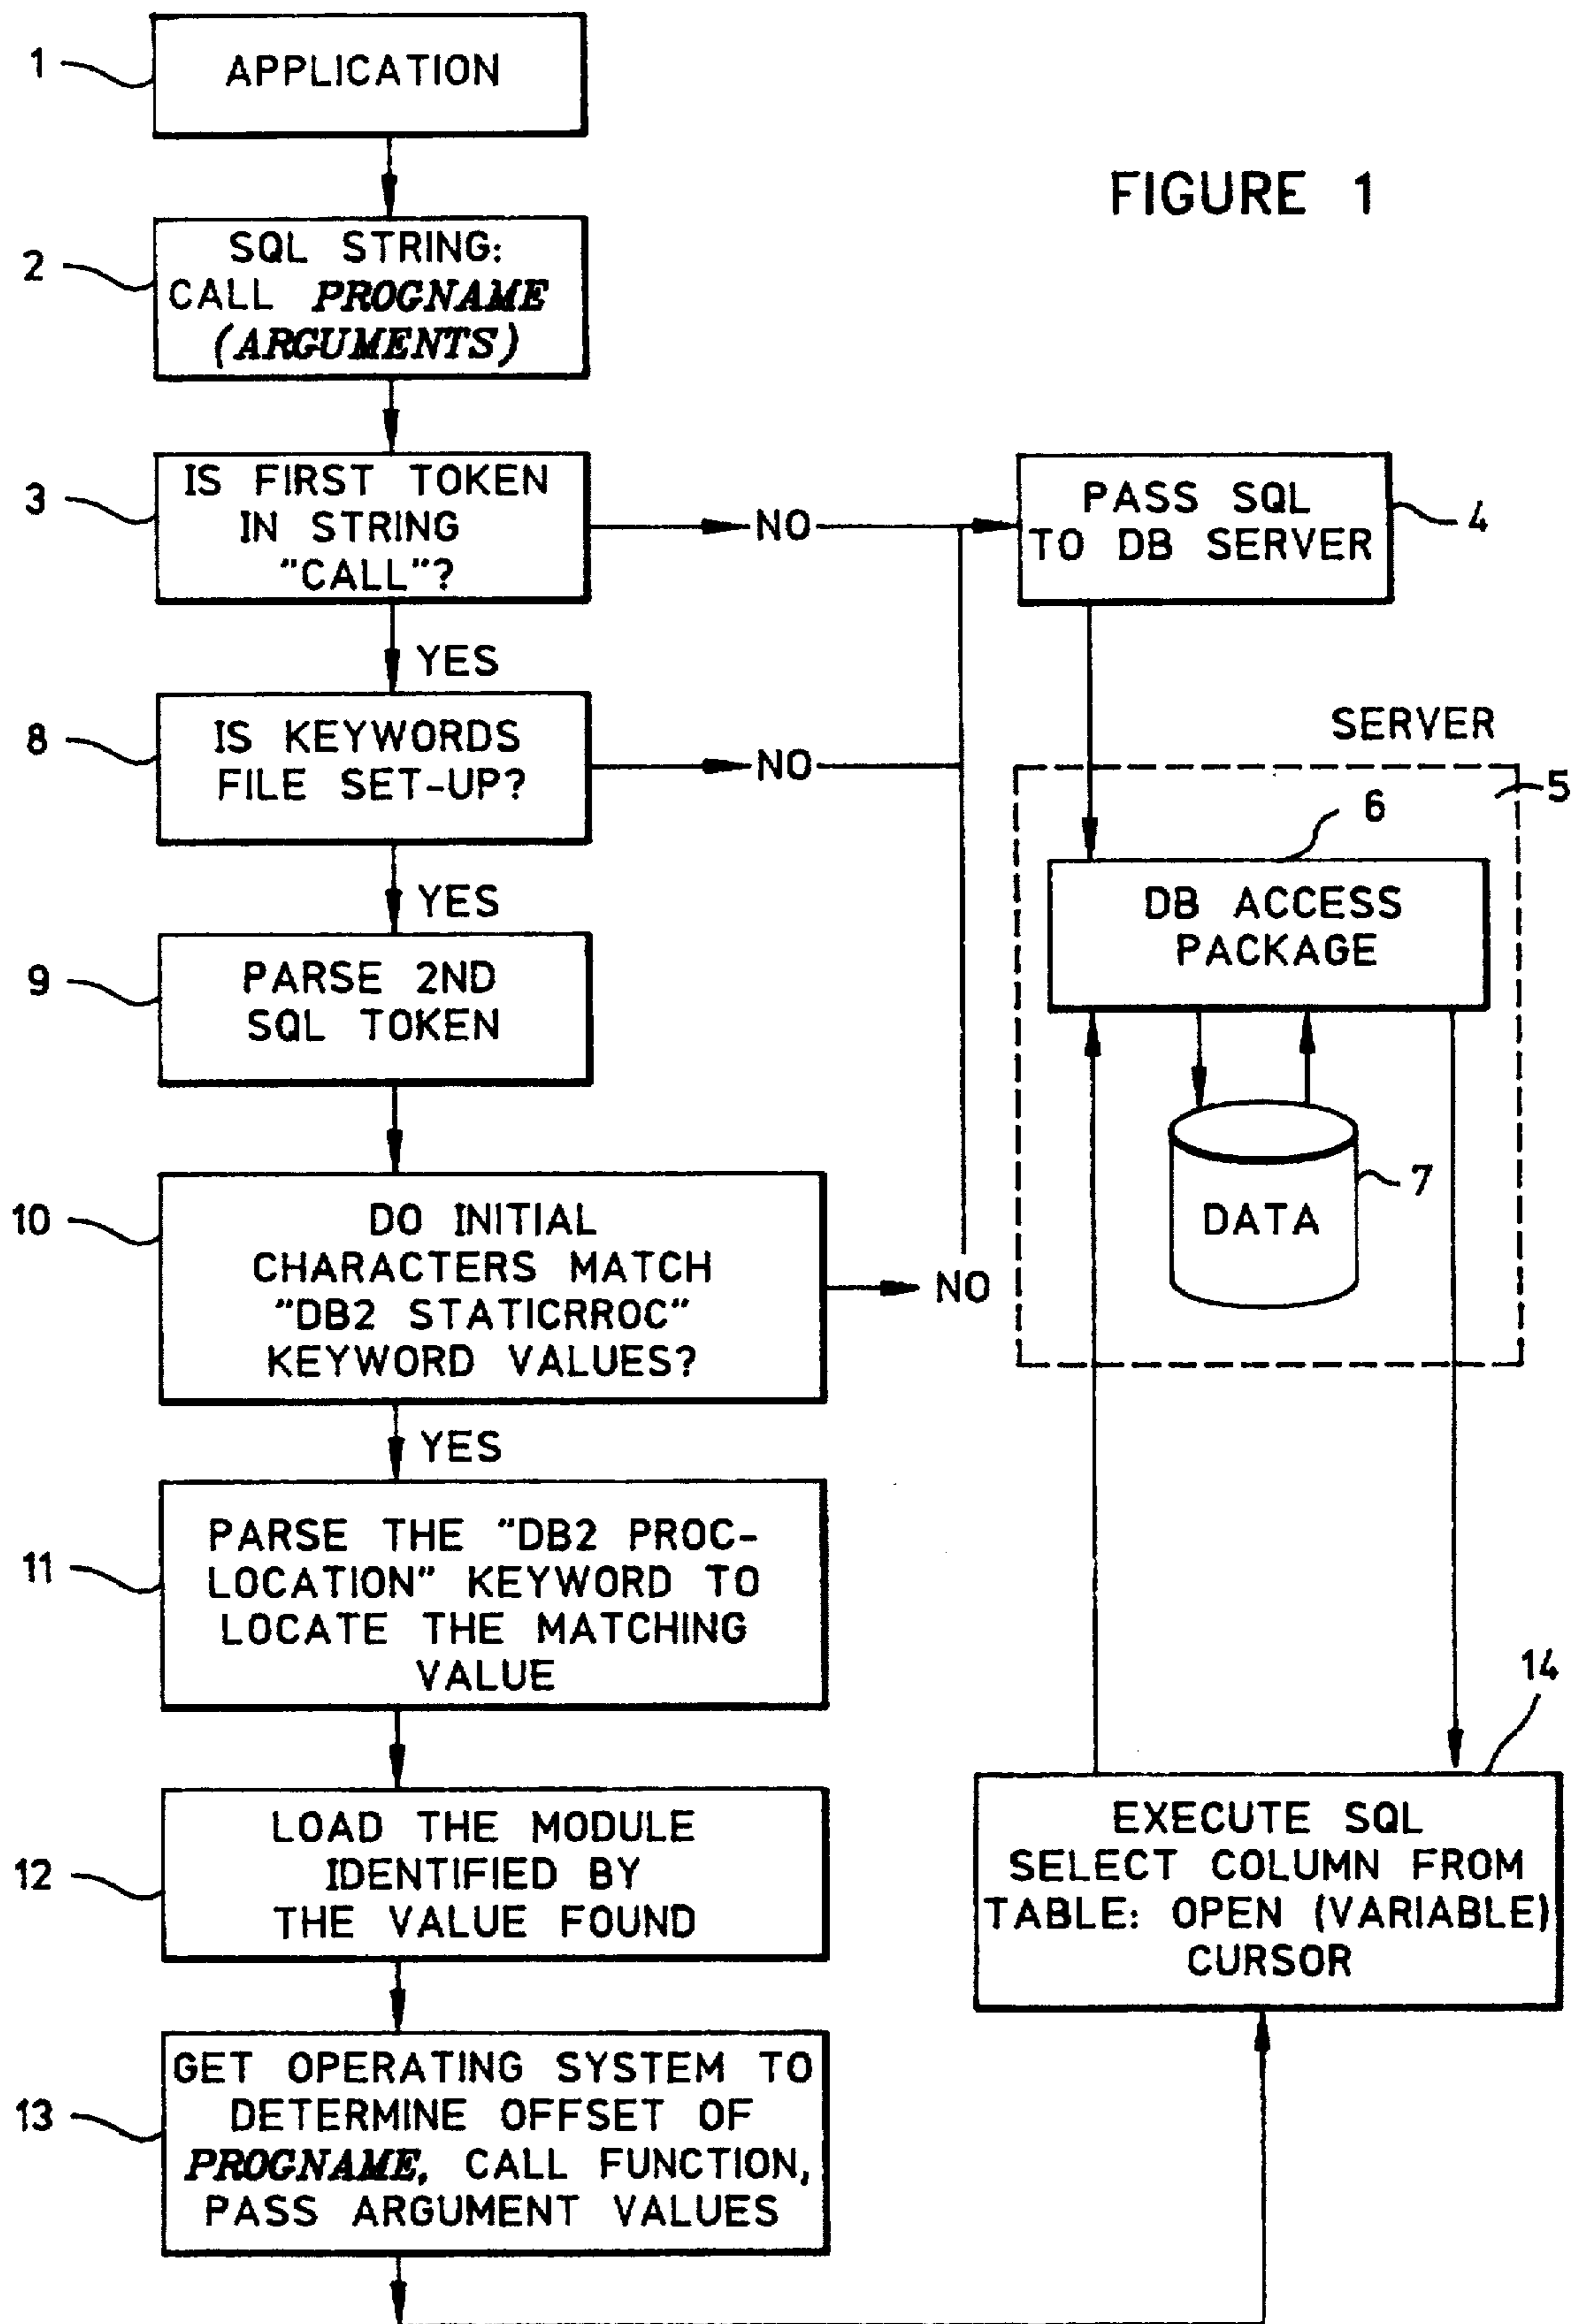 FIGURE 1
1
APPLICATION
2
SQL STRING:
CALL PROGNAME
(ARGUMENTS)
3
IS FIRST TOKEN
IN STRING
"CALL"?
NO
PASS SQL
TO DB SERVER
4
YES
8
IS KEYWORDS
FILE SET-UP?
NO
SERVER
5
6
DB ACCESS
PACKAGE
YES
9
PARSE 2ND
SQL TOKEN
DATA
7
10
DO INITIAL
CHARACTERS MATCH
"DB2 STATICRROC"
KEYWORD VALUES?
NO
YES
11
PARSE THE "DB2 PROC-
LOCATION" KEYWORD TO
LOCATE THE MATCHING
VALUE
12
LOAD THE MODULE
IDENTIFIED BY
THE VALUE FOUND
13
GET OPERATING SYSTEM TO
DETERMINE OFFSET OF
PROGNAME, CALL FUNCTION,
PASS ARGUMENT VALUES
14
EXECUTE SQL
SELECT COLUMN FROM
TABLE: OPEN (VARIABLE)
CURSOR